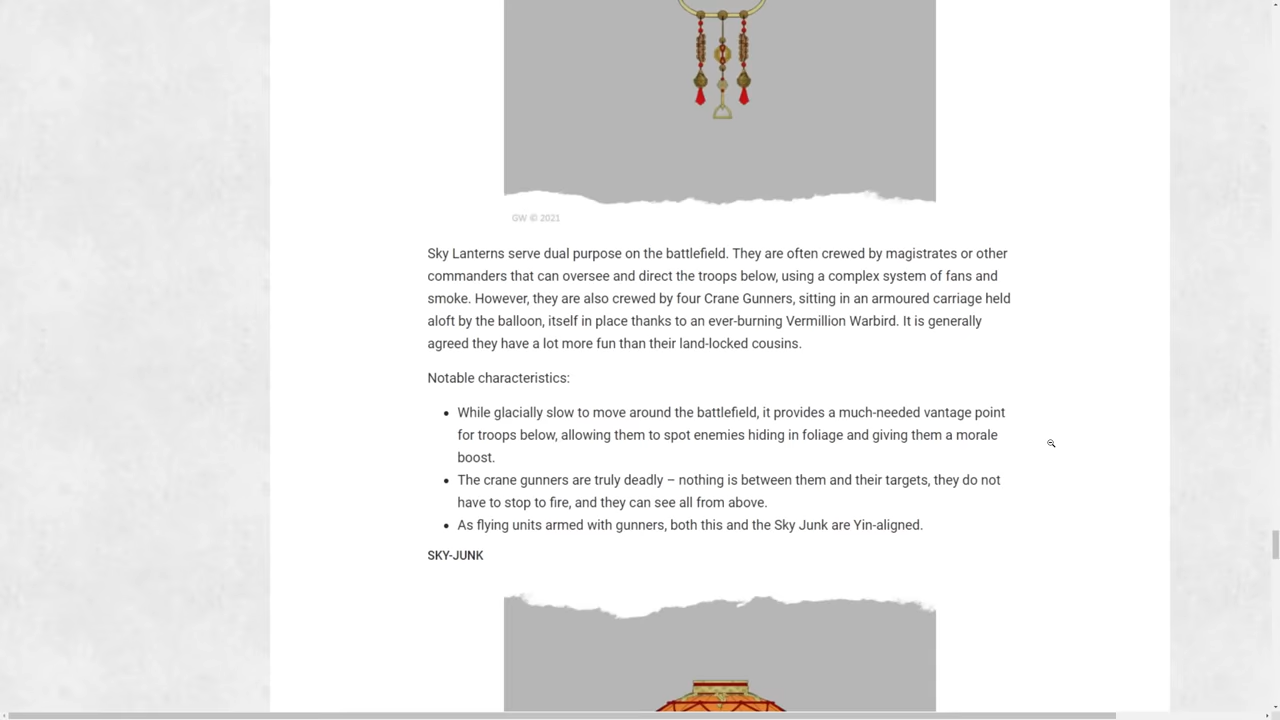 GW © 2021
Sky Lanterns serve dual purpose on the battlefield. They are often crewed by magistrates or other
commanders that can oversee and direct the troops below, using a complex system of fans and
smoke. However, they are also crewed by four Crane Gunners, sitting in an armoured carriage held
aloft by the balloon, itself in place thanks to an ever-burning Vermillion Warbird. It is generally
agreed they have a lot more fun than their land-locked cousins.
Notable characteristics:
• While glacially slow to move around the battlefield, it provides a much-needed vantage point
for troops below, allowing them to spot enemies hiding in foliage and giving them a morale
boost.
• The crane gunners are truly deadly – nothing is between them and their targets, they do not
have to stop to fire, and they can see all from above.
• As flying units armed with gunners, both this and the Sky Junk are Yin-aligned.
SKY-JUNK